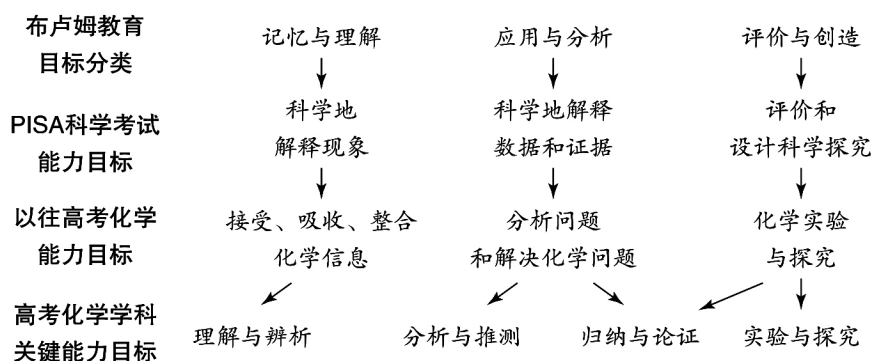 布卢姆教育
目标分类
记忆与理解
应用与分析
评价与创造
PISA科学考试
能力目标
科学地
解释现象
科学地解释
数据和证据
评价和
设计科学探究
以往高考化学
能力目标
接受、吸收、整合
化学信息
分析问题
和解决化学问题
化学实验
与探究
高考化学学科
关键能力目标
理解与辨析
分析与推测
归纳与论证
实验与探究